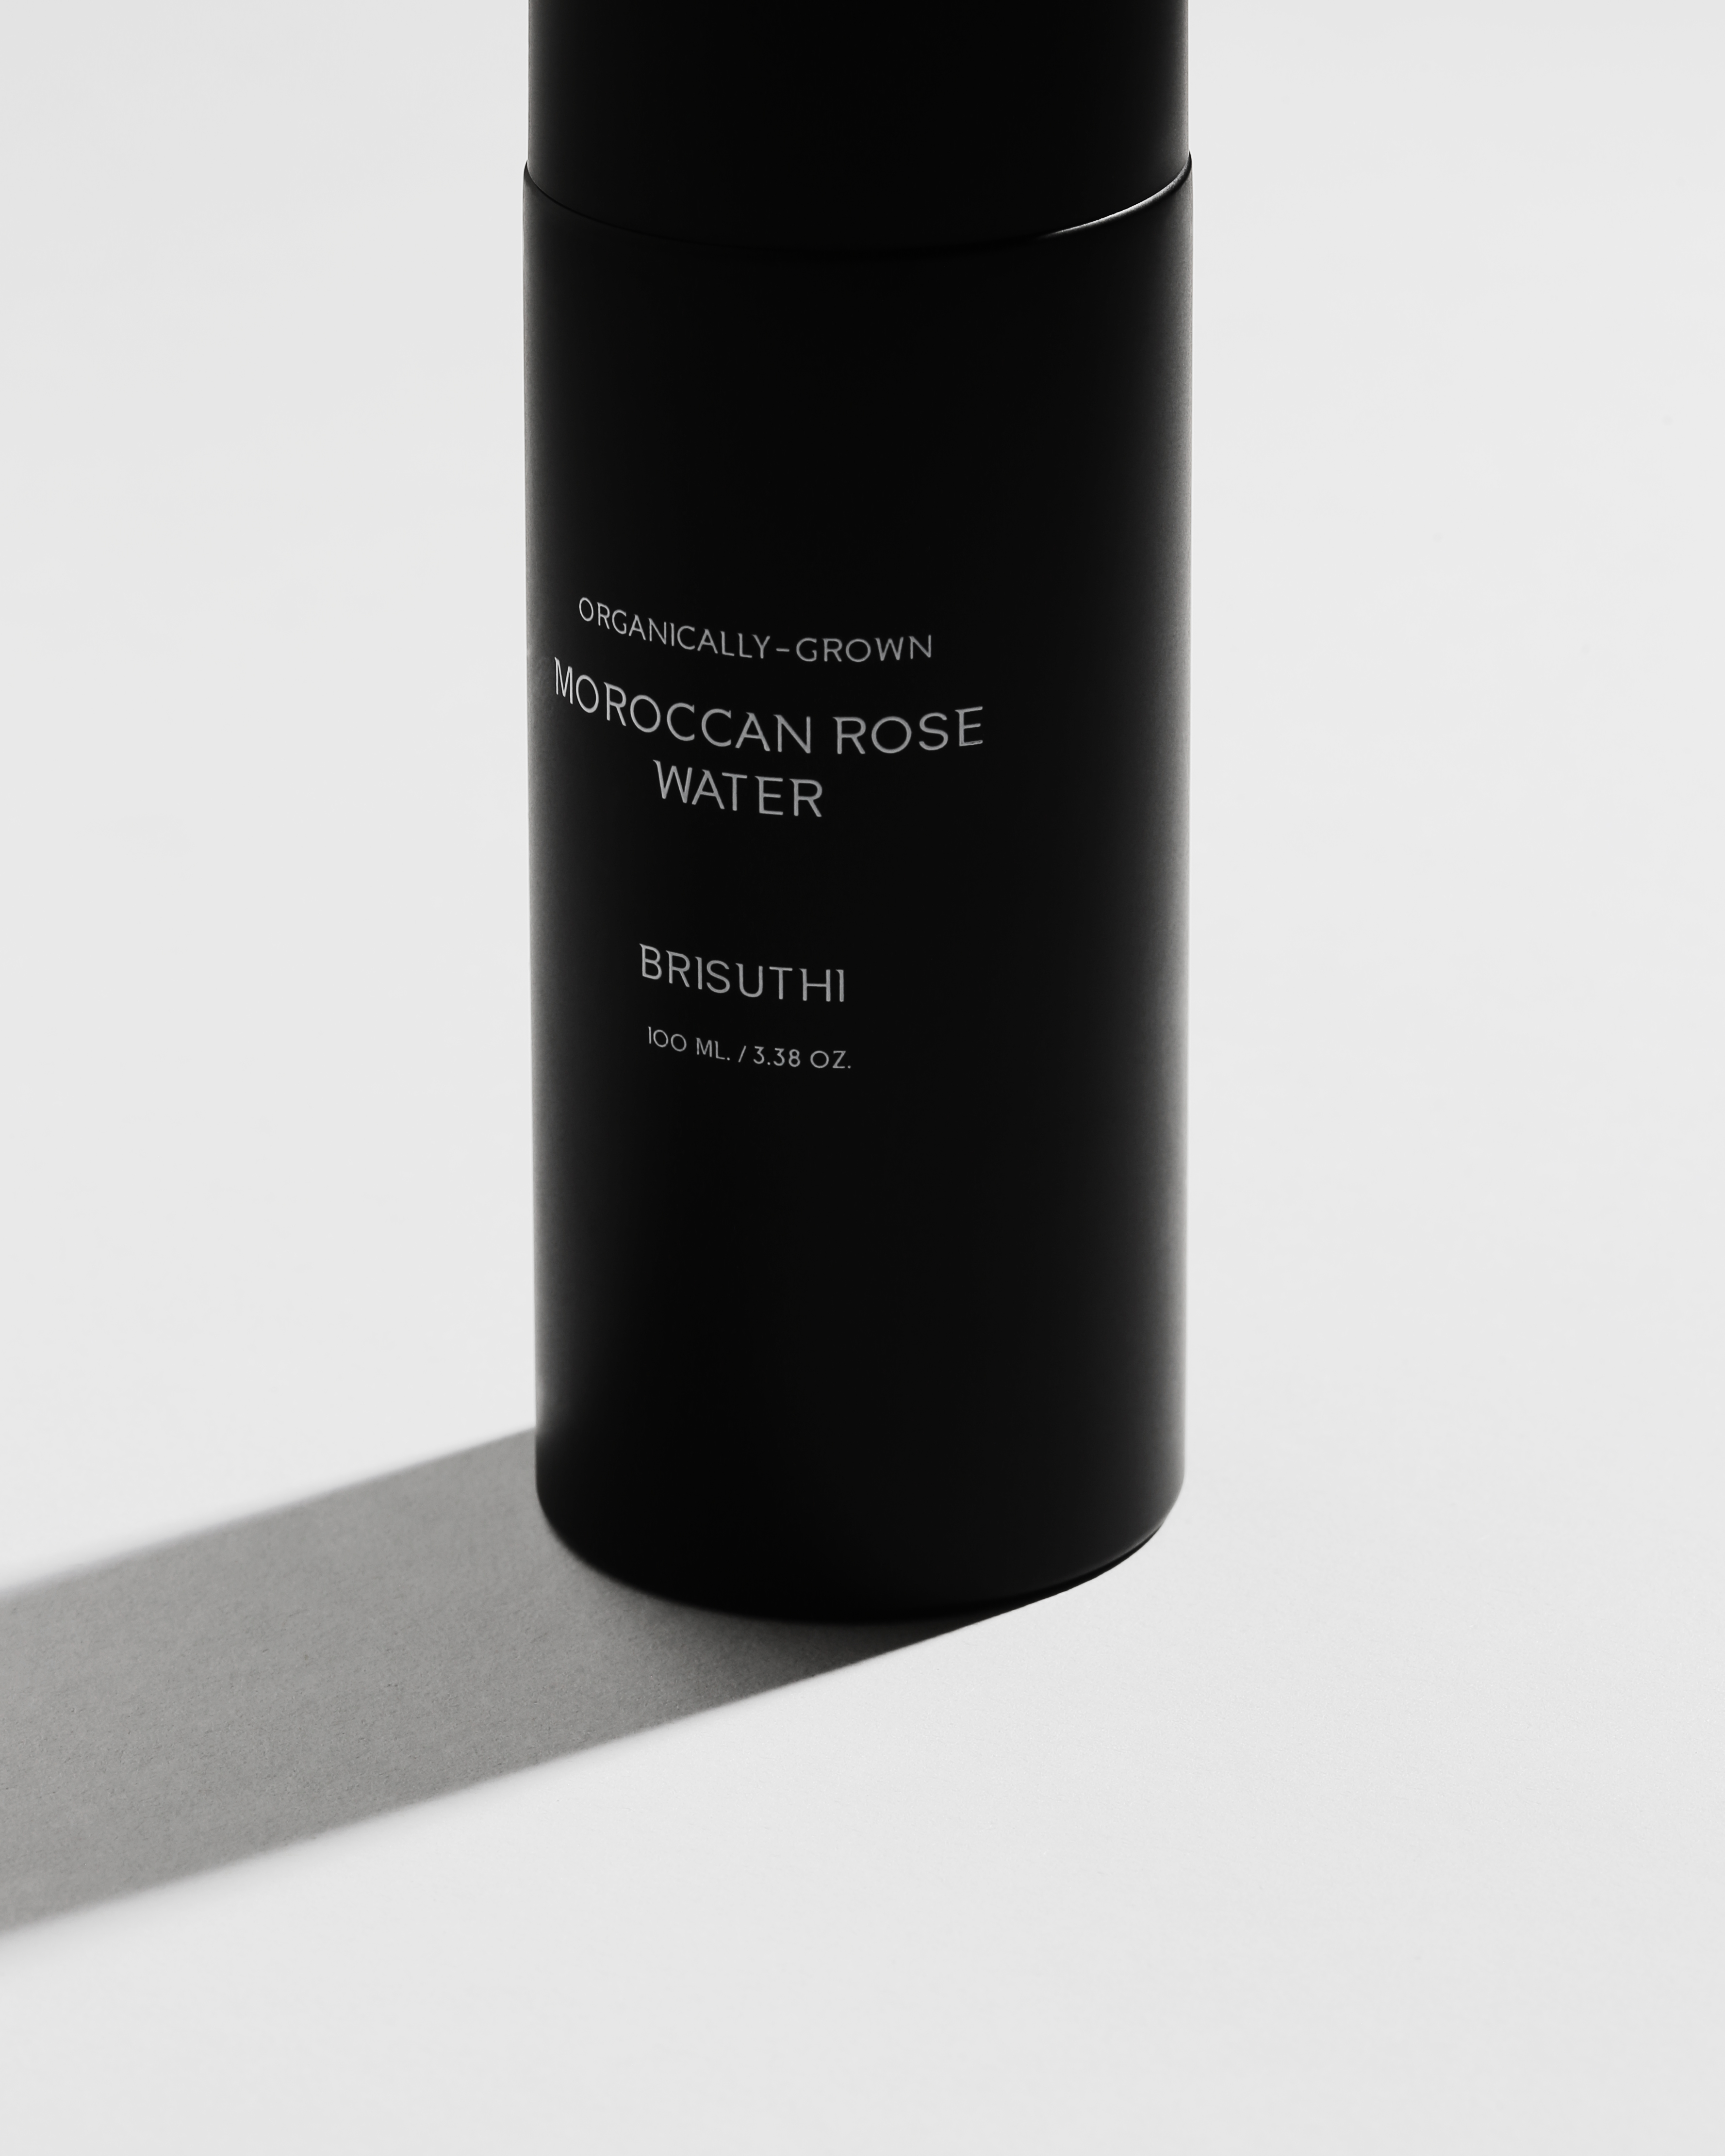 ORGANICALLY-GROWN
MOROCCAN ROSE
WATER
BRISUTHI
100 ML. / 3.38 OZ.